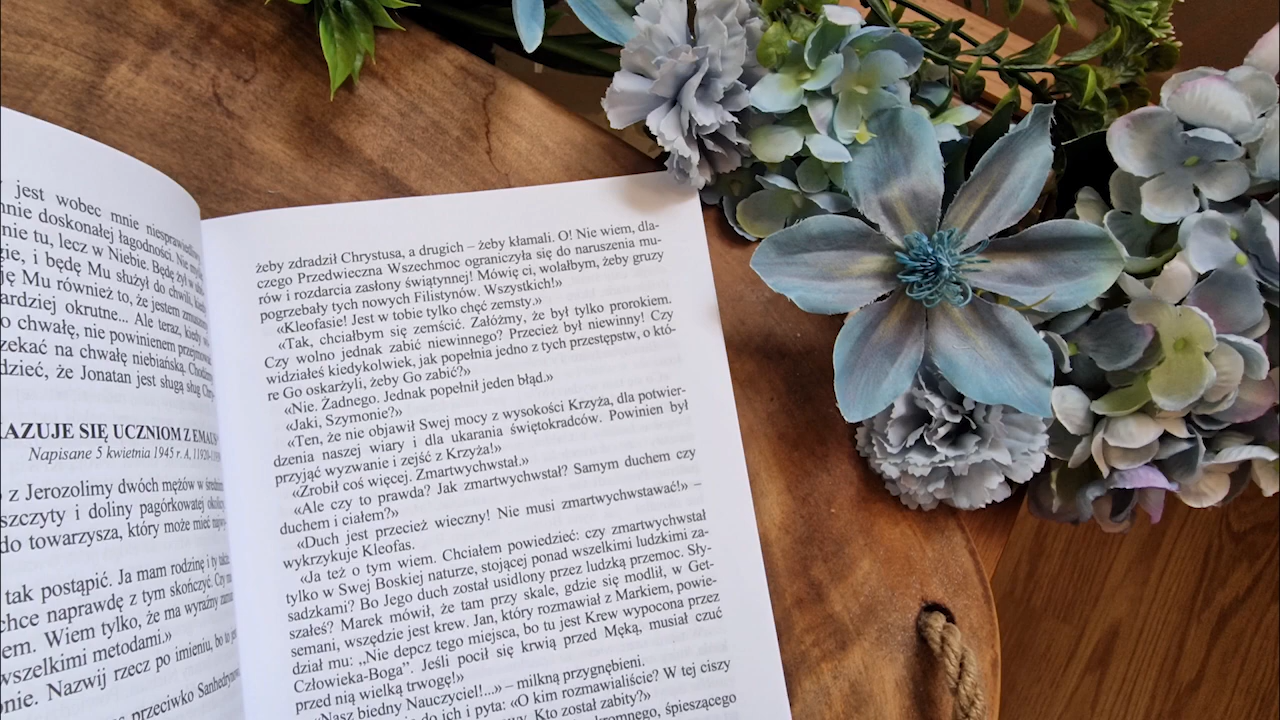 jest wobec mnie
mnie doskonałej łagodności. Nie
nie tu, lecz w Niebie. Będę żył w
i będę Mu służył do chwili,
Mu również to, że jestem
okrutne... Ale teraz, kiedy
chwałę, nie powinienem
na chwałę niebiańską.
że Jonatan jest sługą sług
SIĘ UCZNIOM Z
Napisane 5 kwietnia 1945 r. A,
z Jerozolimy dwóch mężów w
szczyty i doliny pagórkowatej
do towarzysza, który może mieć
tak postąpić. Ja mam rodzinę i ty
chce naprawdę z tym skończyć. Czy
Wiem tylko, że ma wyraźny
wszelkimi metodami.»
Nazwij rzecz po imieniu, bo to
przeciwko
żeby zdradził Chrystusa, a drugich – żeby kłamali. O! Nie wiem, dla-
czego Przedwieczna Wszechmoc ograniczyła się do naruszenia mu-
rów i rozdarcia zasłony świątynnej! Mówię ci, wolałbym, żeby gruzy
pogrzebały tych nowych Filistynów. Wszystkich!»
«Kleofasie! Jest w tobie tylko chęć zemsty.»
«Tak, chciałbym się zemścić. Załóżmy, że był tylko prorokiem.
Czy wolno jednak zabić niewinnego? Przecież był niewinny! Czy
widziałeś kiedykolwiek, jak popełnia jedno z tych przestępstw, o któ-
re Go oskarżyli, żeby Go zabić?»
«Nie. Żadnego. Jednak popełnił jeden błąd.»
«Jaki, Szymonie?»
«Ten, że nie objawił Swej mocy z wysokości Krzyża, dla potwier-
dzenia naszej wiary i dla ukarania świętokradców. Powinien był
przyjąć wyzwanie i zejść z Krzyża!»
«Zrobił coś więcej. Zmartwychwstał.»
«Ale czy to prawda? Jak zmartwychwstał? Samym duchem czy
duchem i ciałem?»
«Duch jest przecież wieczny! Nie musi zmartwychwstawać!» –
wykrzykuje Kleofas.
«Ja też o tym wiem. Chciałem powiedzieć: czy zmartwychwstał
tylko w Swej Boskiej naturze, stojącej ponad wszelkimi ludzkimi za-
sadzkami? Bo Jego duch został usidlony przez ludzką przemoc. Sły-
szałeś? Marek mówił, że tam przy skale, gdzie się modlił, w Get-
semani, wszędzie jest krew. Jan, który rozmawiał z Markiem, powie-
dział mu: „Nie depcz tego miejsca, bo tu jest Krew wypocona przez
Człowieka-Boga”. Jeśli pocił się krwią przed Męką, musiał czuć
przed nią wielką trwogę!»
«Nasz biedny Nauczyciel!...» – milkną przygnębieni.
do ich i pyta: «O kim rozmawialiście? W tej ciszy
Kto został zabity?»
śpieszącego